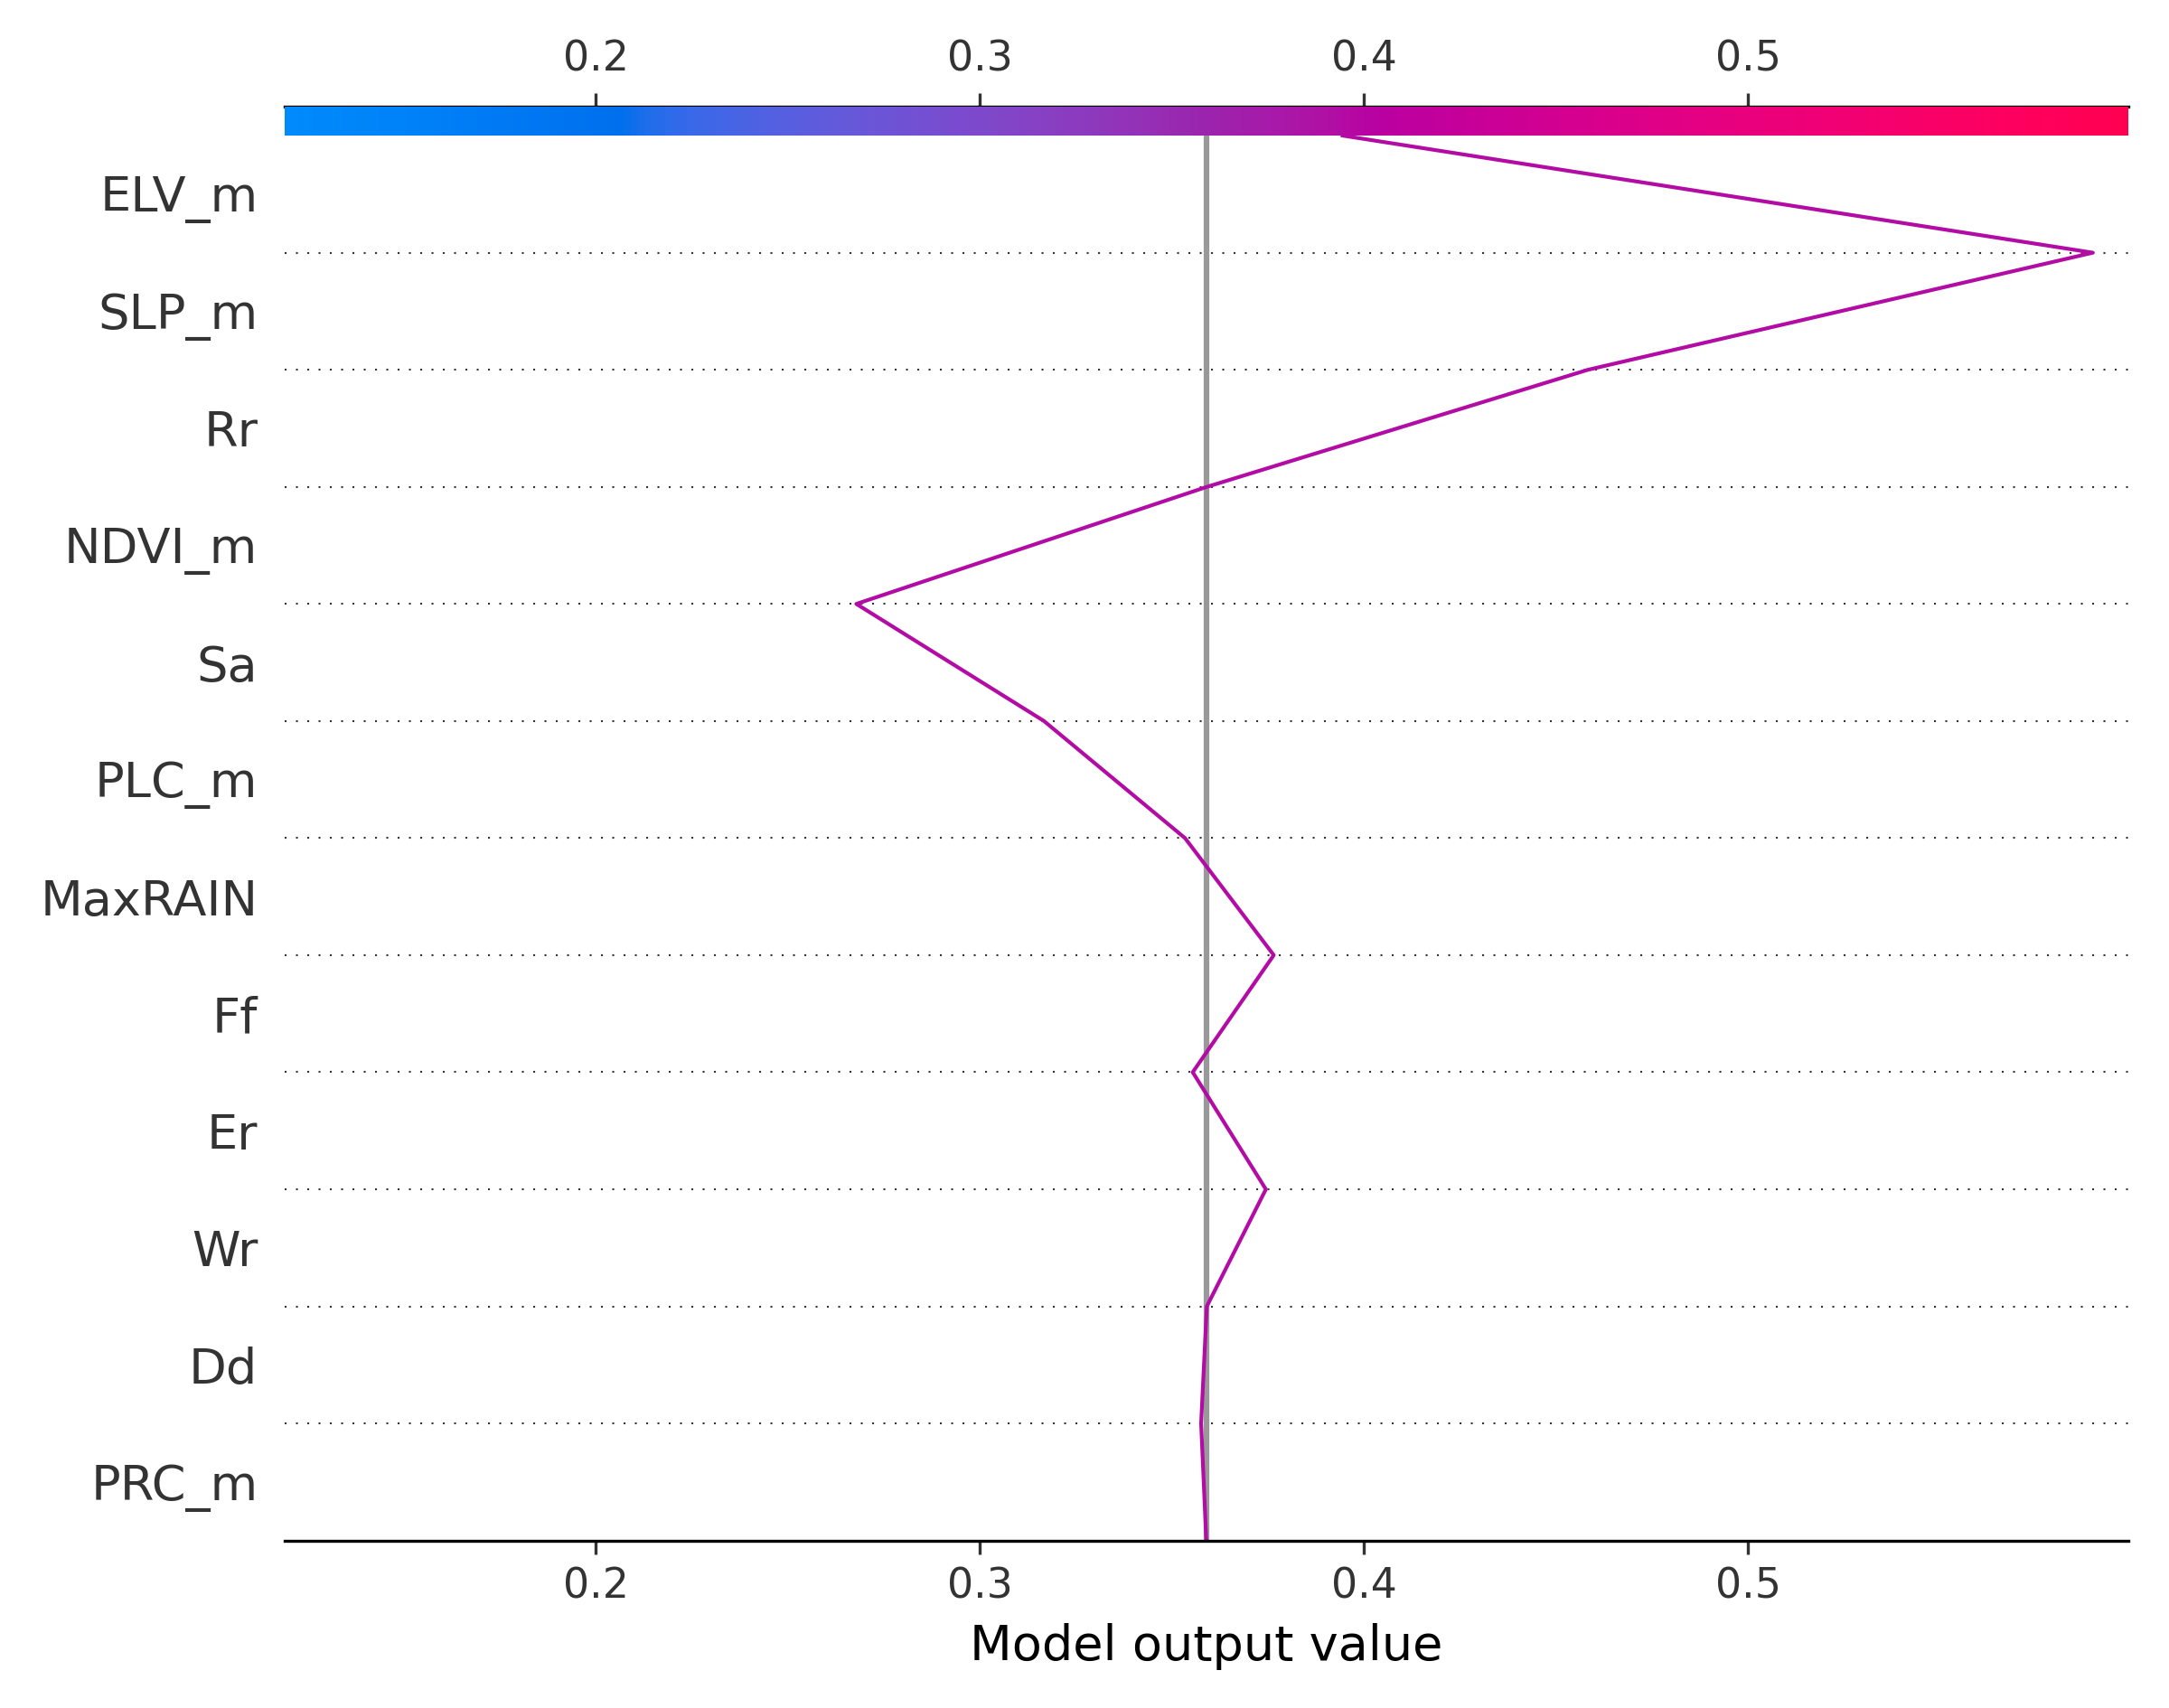 0.2 0.3 0.4 0.5
ELV_m
SLP_m
Rr
NDVI_m
Sa
PLC_m
MaxRAIN
Ff
Er
Wr
Dd
PRC_m
0.2 0.3 0.4 0.5
Model output value